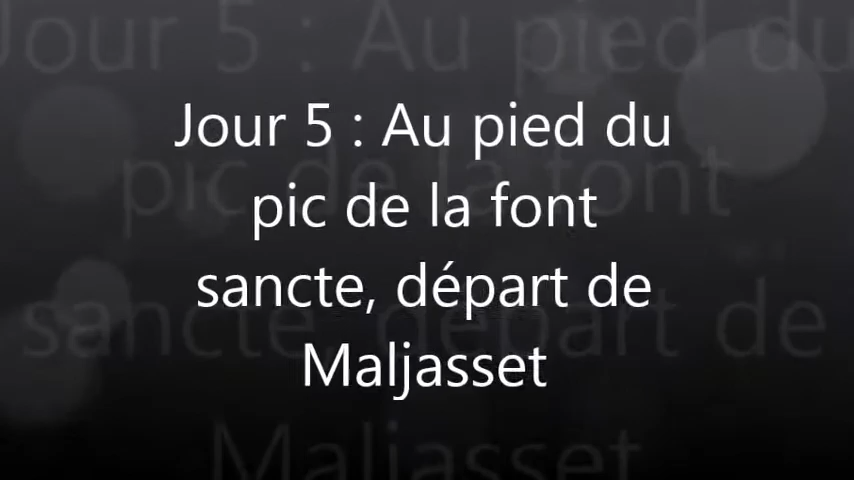 Jour 5 : Au pied du
pic de la font
sancte, départ de
Maljasset